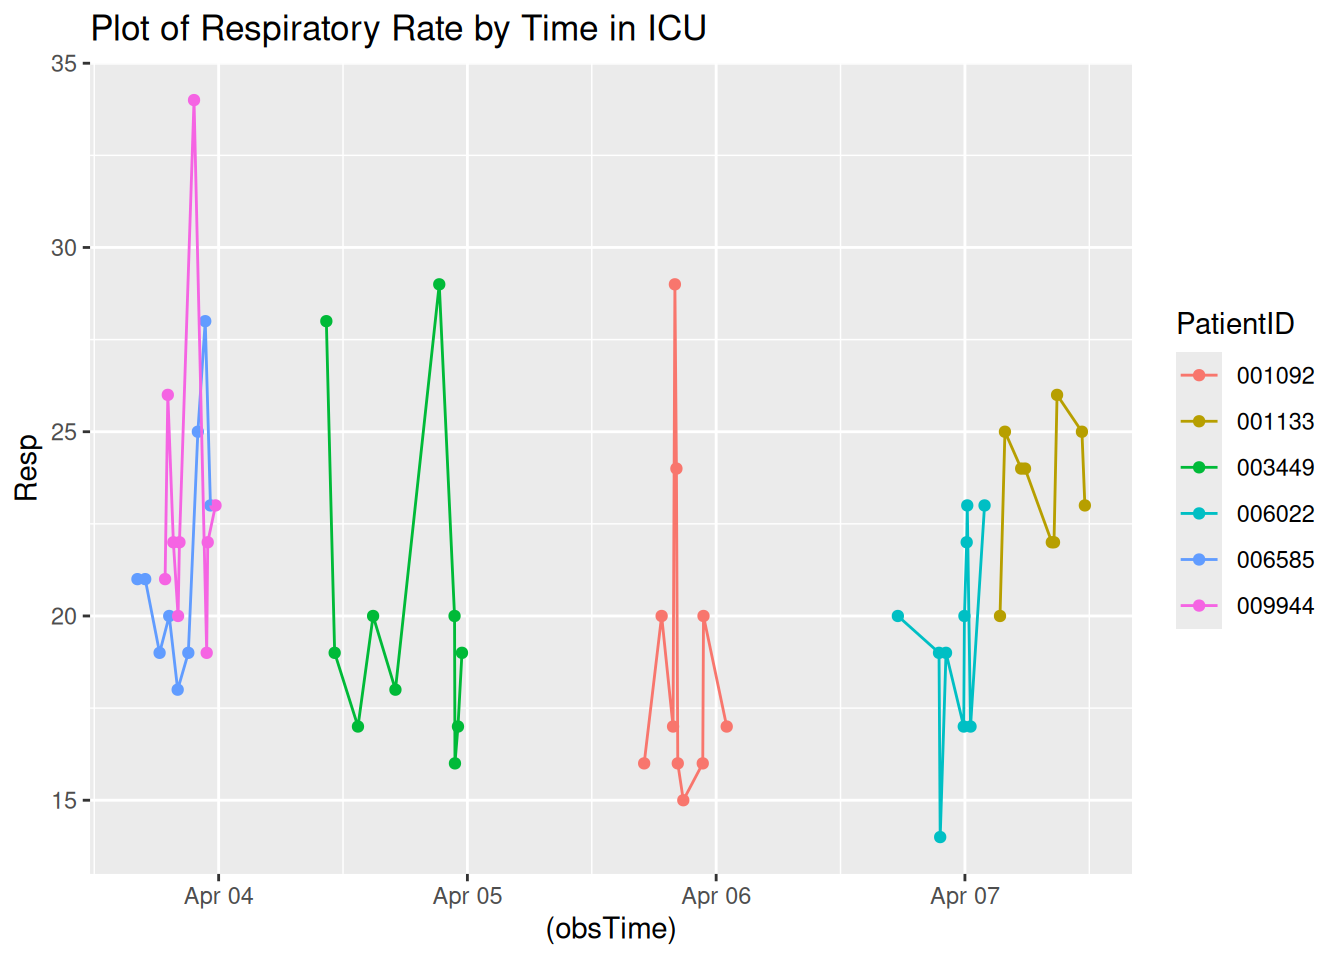 Plot of Respiratory Rate by Time in ICU
35
30
25
20
15
Resp
Apr 04
Apr 05
Apr 06
Apr 07
(obsTime)
PatientID
001092
001133
003449
006022
006585
009944